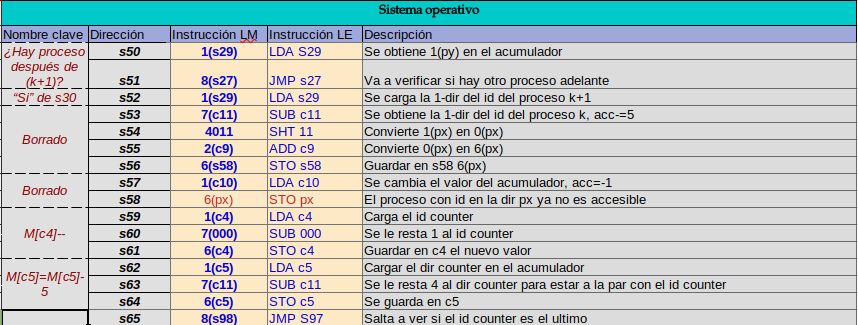 Sistema operativo
Nombre clave Dirección Instrucción LM Instrucción LE Descripción
¿Hay proceso después de (k+1)? s50 1(s29) LDA S29 Se obtiene 1(py) en el acumulador
s51 8(s27) JMP s27 Va a verificar si hay otro proceso adelante
"Si" de s30 s52 1(s29) LDA s29 Se carga la 1-dir del id del proceso k+1
Borrado s53 7(c11) SUB c11 Se obtiene la 1-dir del id del proceso k, acc-=5
s54 4011 SHT 11 Convierte 1(px) en 0(px)
s55 2(c9) ADD c9 Convierte 0(px) en 6(px)
s56 6(s58) STO s58 Guardar en s58 6(px)
Borrado s57 1(c10) LDA c10 Se cambia el valor del acumulador, acc=-1
s58 6(px) STO px El proceso con id en la dir px ya no es accesible
M[c4]-- s59 1(c4) LDA c4 Carga el id counter
s60 7(000) SUB 000 Se le resta 1 al id counter
s61 6(c4) STO c4 Guardar en c4 el nuevo valor
M[c5]=M[c5]-5 s62 1(c5) LDA c5 Cargar el dir counter en el acumulador
s63 7(c11) SUB c11 Se le resta 4 al dir counter para estar a la par con el id counter
s64 6(c5) STO c5 Se guarda en c5
s65 8(s98) JMP S97 Salta a ver si el id counter es el ultimo